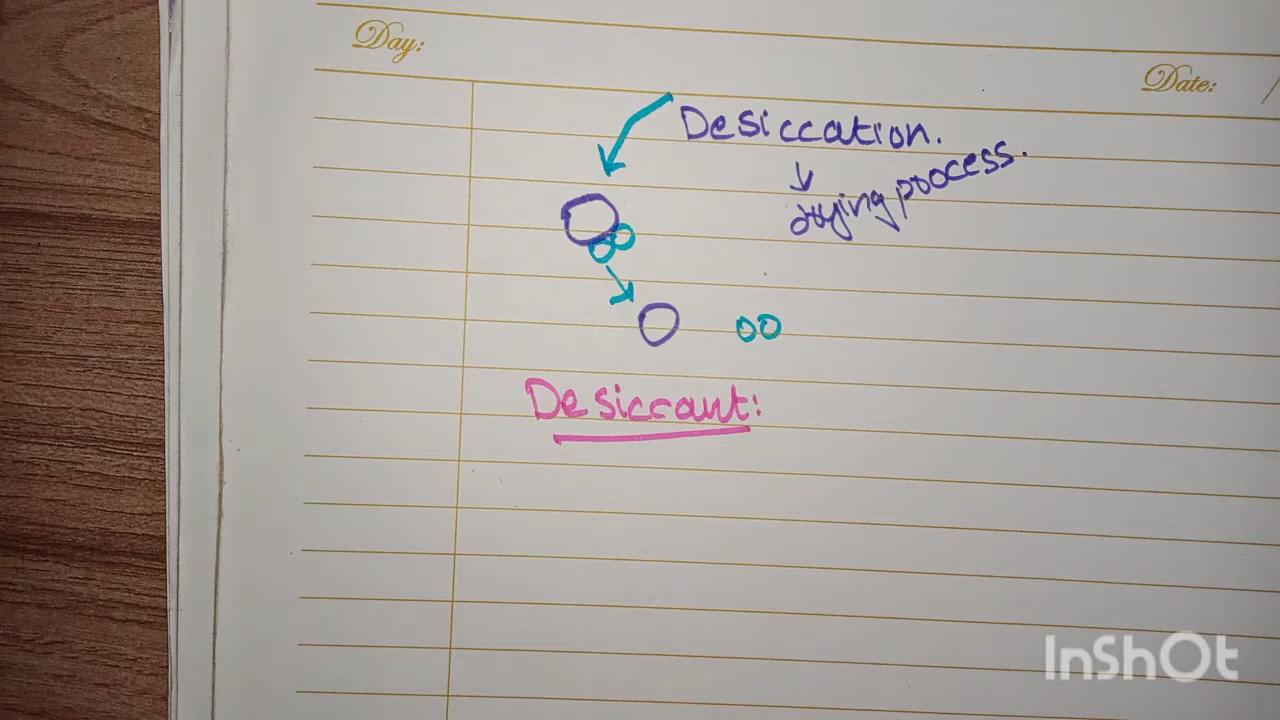 Day:
Date: /
Desiccation.
drying process.
Desiccant:
InShOt